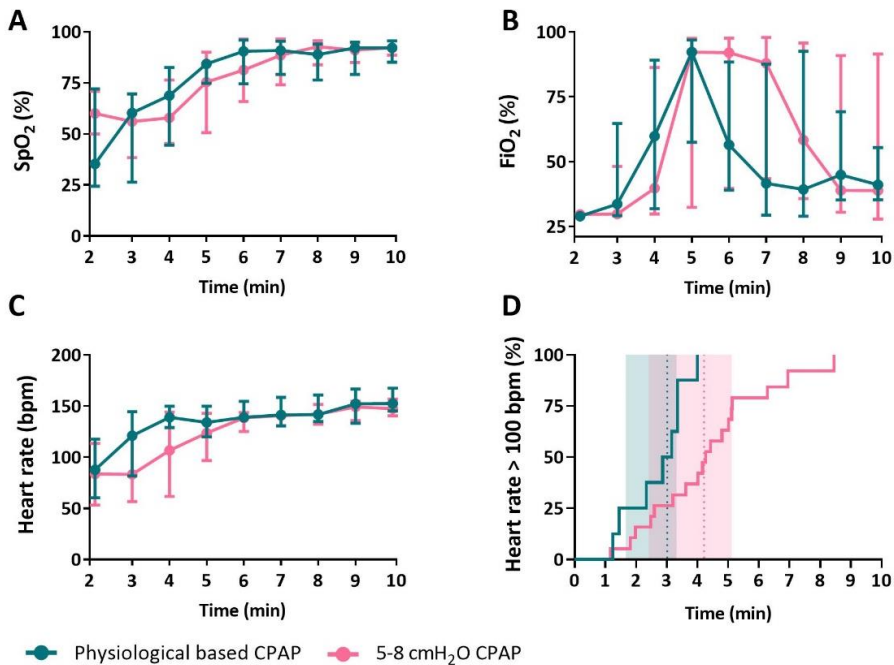 A
SpO₂ (%)
100
75
50
25
0
2 3 4 5 6 7 8 9 10
Time (min)
B
FiO₂ (%)
100
75
50
25
2 3 4 5 6 7 8 9 10
Time (min)
C
Heart rate (bpm)
200
150
100
50
0
2 3 4 5 6 7 8 9 10
Time (min)
D
Heart rate > 100 bpm (%)
100
75
50
25
0
0 1 2 3 4 5 6 7 8 9 10
Time (min)
Physiological based CPAP 5-8 cmH₂O CPAP